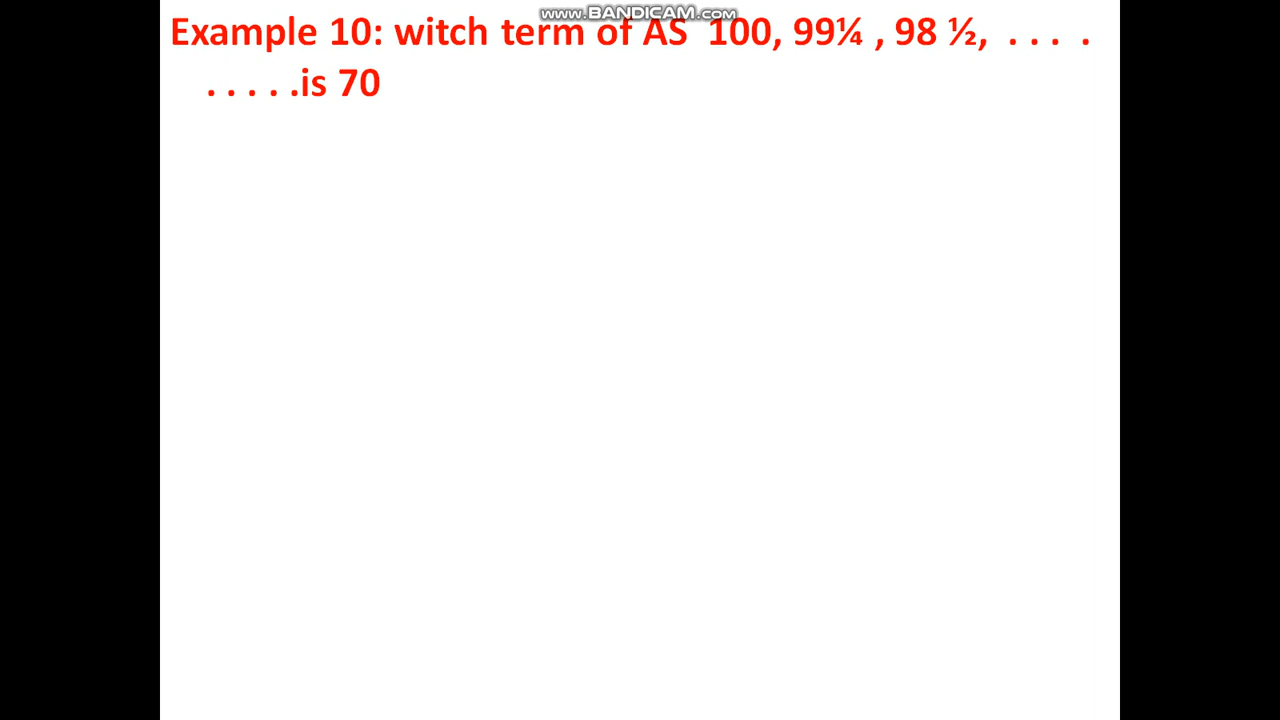 www.BANDICAM.com
Example 10: witch term of AS 100, 99¼ , 98 ½, . . . .
. . . . .is 70